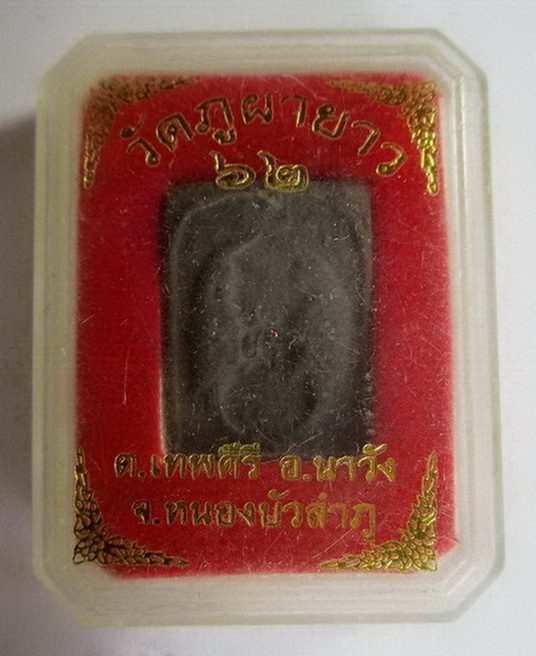 วัดภูผายาว
๖๒
ต.เทพคีรี อ.นาวัง
จ.หนองบัวลำภู